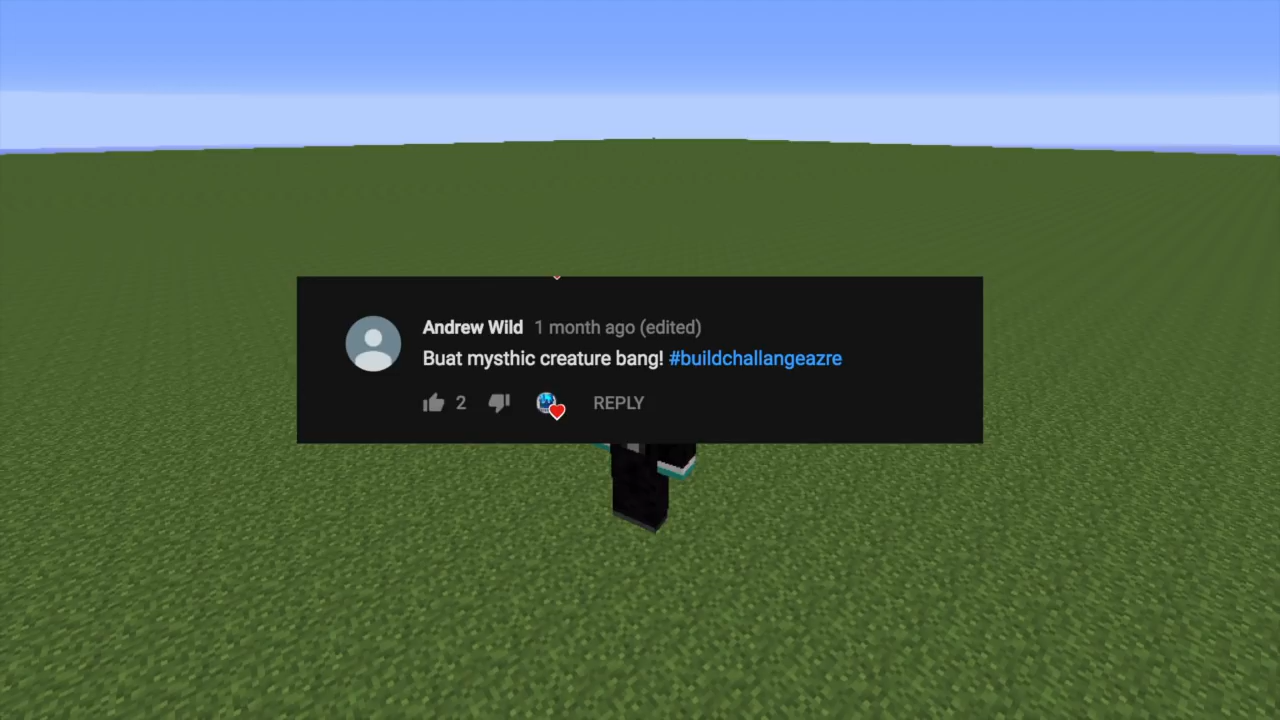 Andrew Wild 1 month ago (edited)
Buat mysthic creature bang! #buildchallangeazre
2 REPLY